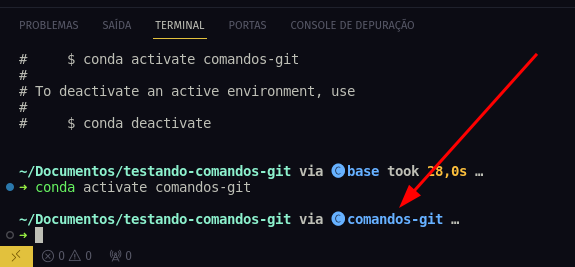 PROBLEMAS SAÍDA TERMINAL PORTAS CONSOLE DE DEPURAÇÃO
#     $ conda activate comandos-git
#
# To deactivate an active environment, use
#
#     $ conda deactivate
~/Documentos/testando-comandos-git via 🅒 base took 28,0s …
➜ conda activate comandos-git
~/Documentos/testando-comandos-git via 🅒 comandos-git …
➜
0 0 0